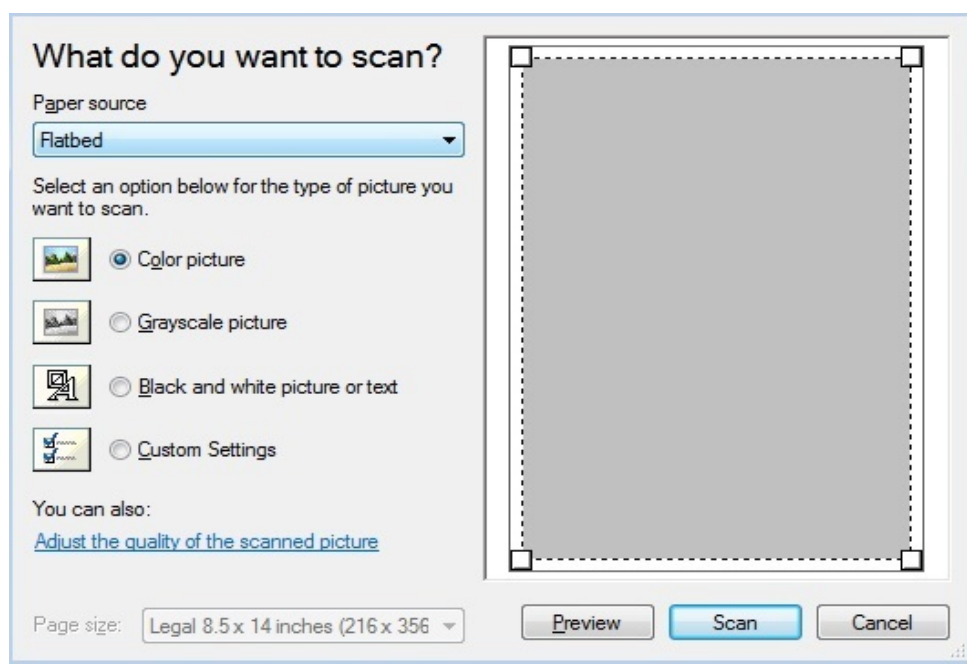 What do you want to scan?
Paper source
Flatbed
Select an option below for the type of picture you
want to scan.
Color picture
Grayscale picture
Black and white picture or text
Custom Settings
You can also:
Adjust the quality of the scanned picture
Page size: Legal 8.5 x 14 inches (216 x 356
Preview Scan Cancel